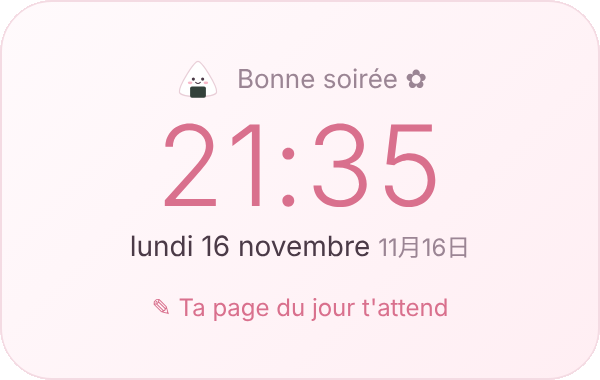 Bonne soirée ✿
21:35
lundi 16 novembre 11月16日
✎ Ta page du jour t'attend